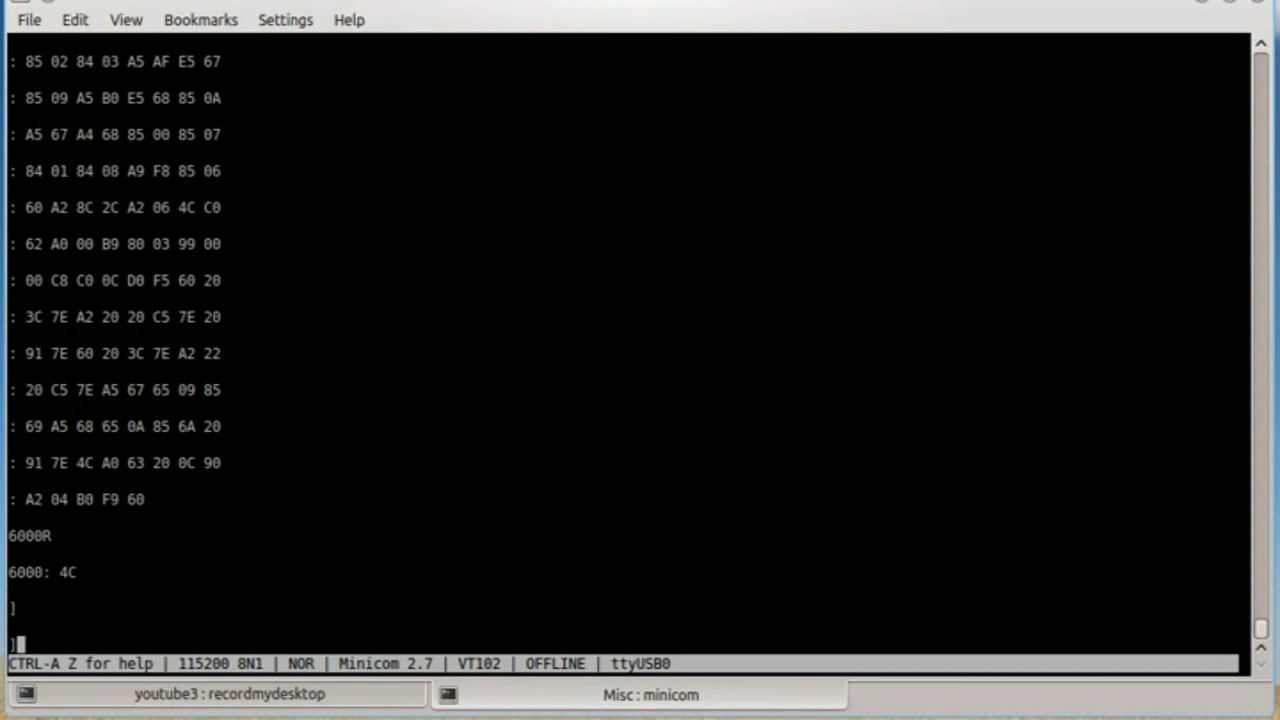 File Edit View Bookmarks Settings Help
: 85 02 84 03 A5 AF E5 67
: 85 09 A5 B0 E5 68 85 0A
: A5 67 A4 68 85 00 85 07
: 84 01 84 08 A9 F8 85 06
: 60 A2 8C 2C A2 06 4C C0
: 62 A0 00 B9 80 03 99 00
: 00 C8 C0 0C D0 F5 60 20
: 3C 7E A2 20 20 C5 7E 20
: 91 7E 60 20 3C 7E A2 22
: 20 C5 7E A5 67 65 09 85
: 69 A5 68 65 0A 85 6A 20
: 91 7E 4C A0 63 20 0C 90
: A2 04 B0 F9 60
6000R
6000: 4C
]
]
CTRL-A Z for help | 115200 8N1 | NOR | Minicom 2.7 | VT102 | OFFLINE | ttyUSB0
youtube3 : recordmydesktop
Misc : minicom